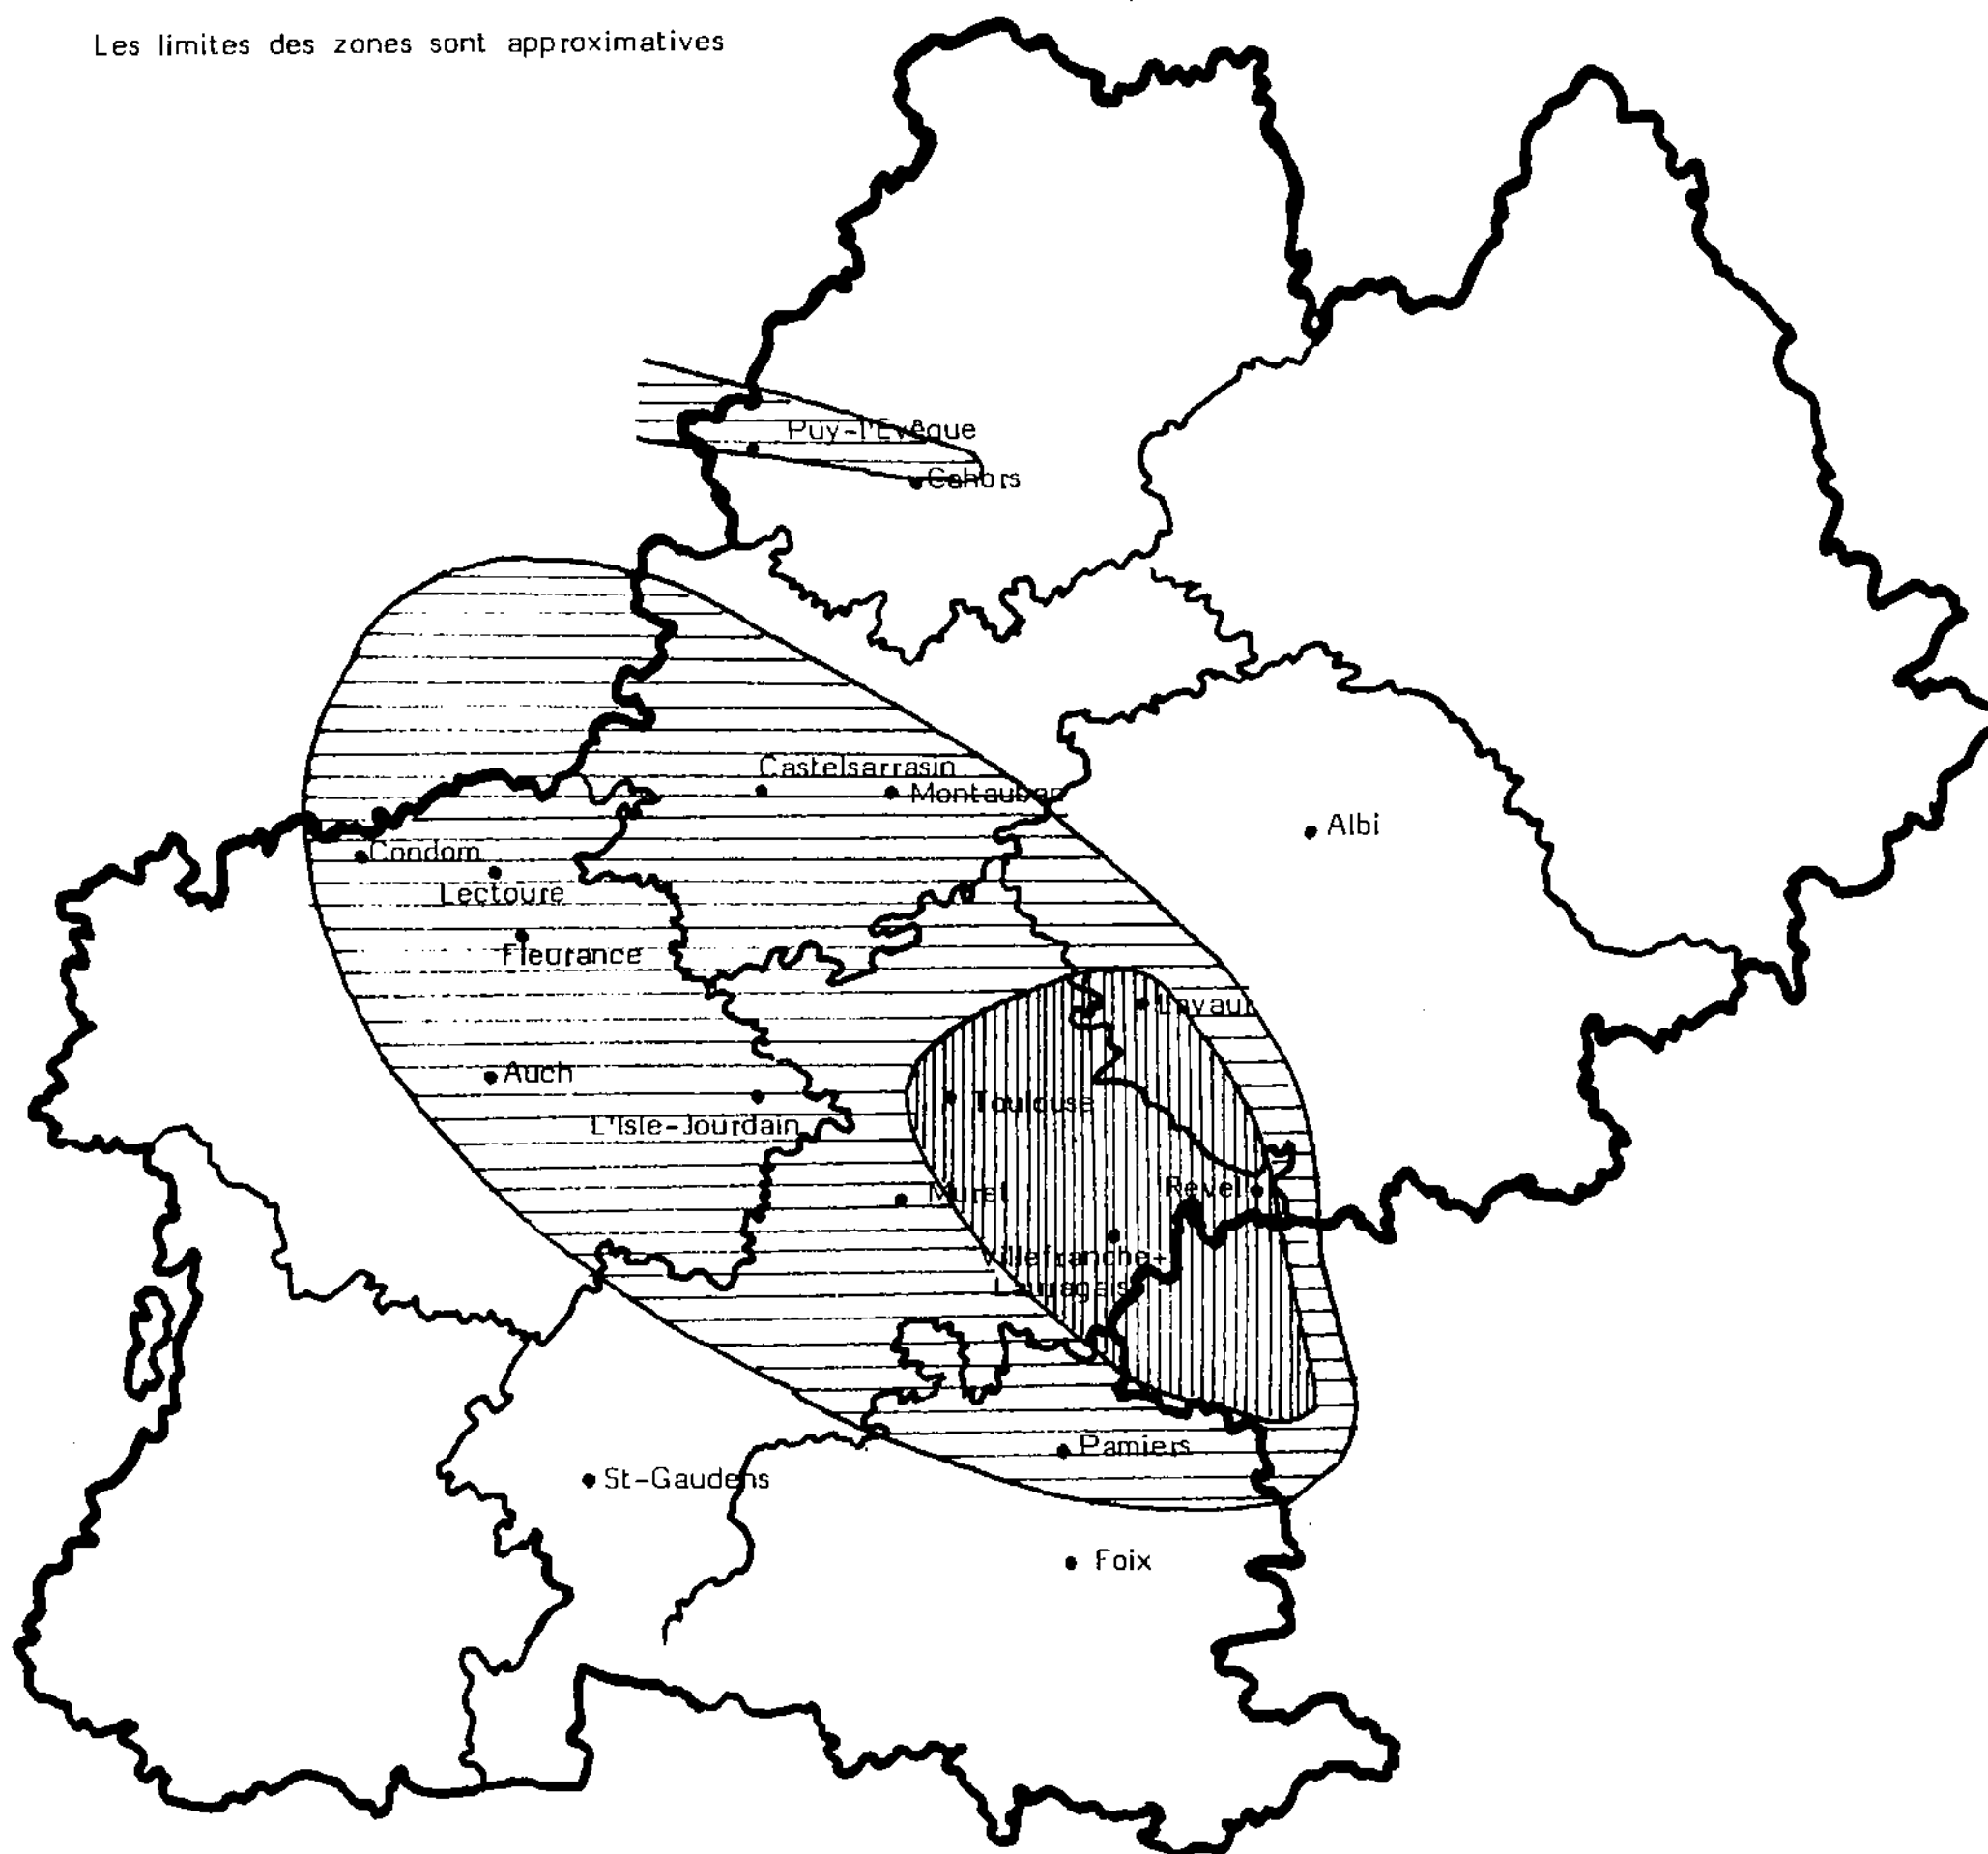 Les limites des zones sont approximatives
Puy-l'Evêque
Cahors
Castelsarrasin
Montauban
Albi
Condom
Lectoure
Fleurance
Lavaur
Auch
Toulouse
L'Isle-Jourdain
Muret
Revel
Villefranche-
Lauragais
Pamiers
St-Gaudens
Foix